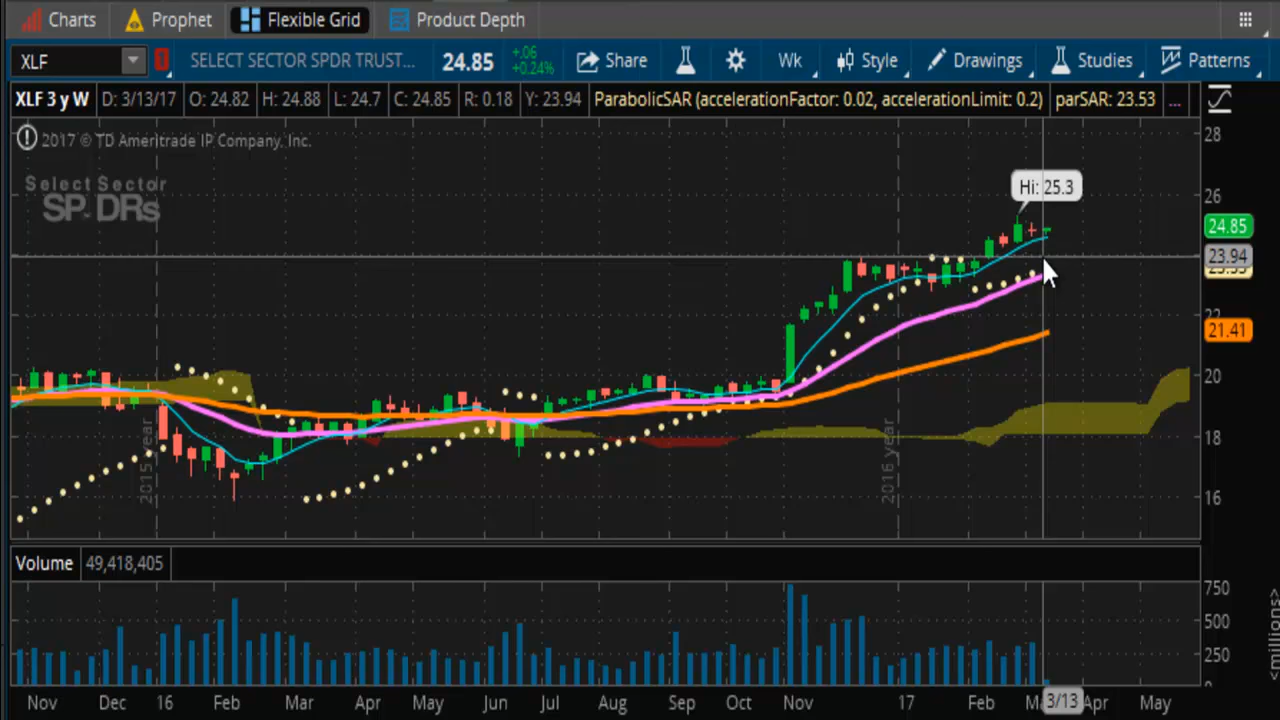 Charts Prophet Flexible Grid Product Depth
XLF SELECT SECTOR SPDR TRUST... 24.85 +.06 +0.24% Share Wk Style Drawings Studies Patterns
XLF 3 y W D: 3/13/17 O: 24.82 H: 24.88 L: 24.7 C: 24.85 R: 0.18 Y: 23.94 ParabolicSAR (accelerationFactor: 0.02, accelerationLimit: 0.2) parSAR: 23.53 ...
2017 © TD Ameritrade IP Company, Inc.
28
Select Sector
SPDRs
Hi: 25.3
26
24.85
23.94
22
21.41
20
18
2015 year
2016 year
16
Volume 49,418,405
750
500
250
0
<millions>
Nov Dec 16 Feb Mar Apr May Jun Jul Aug Sep Oct Nov 17 Feb 3/13 Apr May